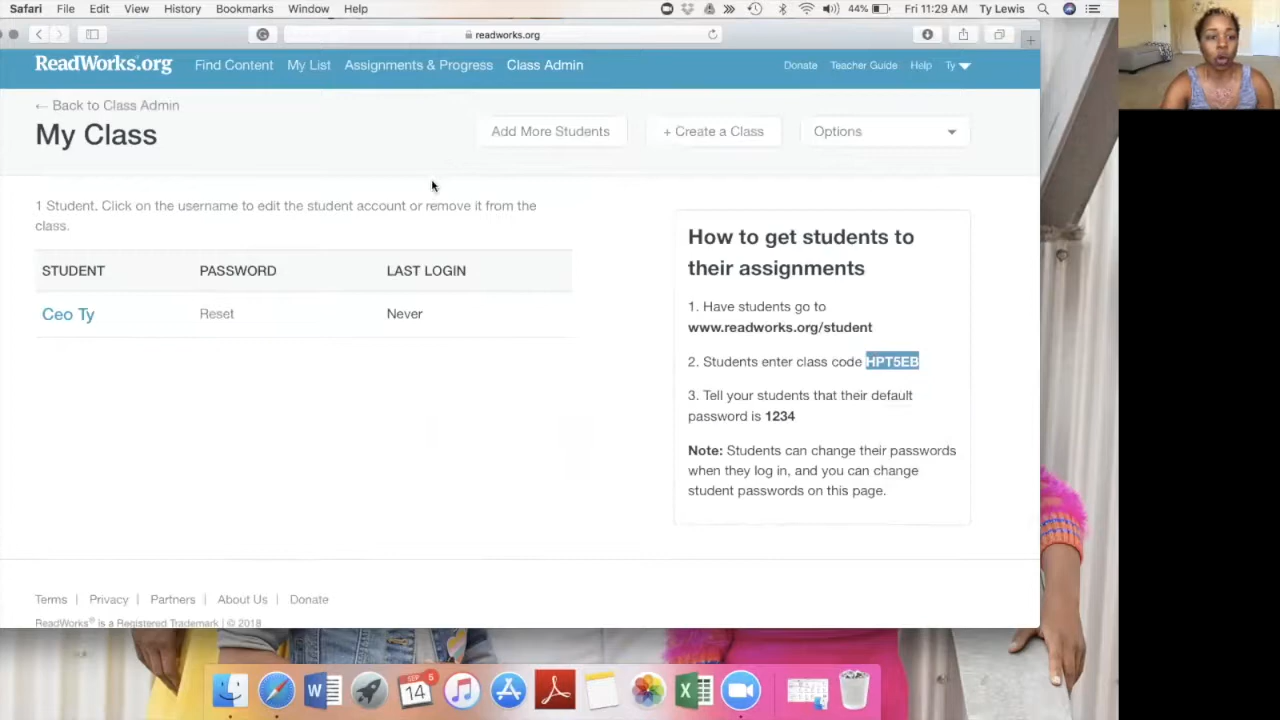 Safari File Edit View History Bookmarks Window Help 44% Fri 11:29 AM Ty Lewis
readworks.org
ReadWorks.org Find Content My List Assignments & Progress Class Admin Donate Teacher Guide Help Ty
← Back to Class Admin
My Class
Add More Students + Create a Class Options
1 Student. Click on the username to edit the student account or remove it from the
class.
STUDENT PASSWORD LAST LOGIN
Ceo Ty Reset Never
How to get students to
their assignments
1. Have students go to
www.readworks.org/student
2. Students enter class code HPT5EB
3. Tell your students that their default
password is 1234
Note: Students can change their passwords
when they log in, and you can change
student passwords on this page.
Terms | Privacy | Partners | About Us | Donate
ReadWorks® is a Registered Trademark | © 2018
SEP 5
14